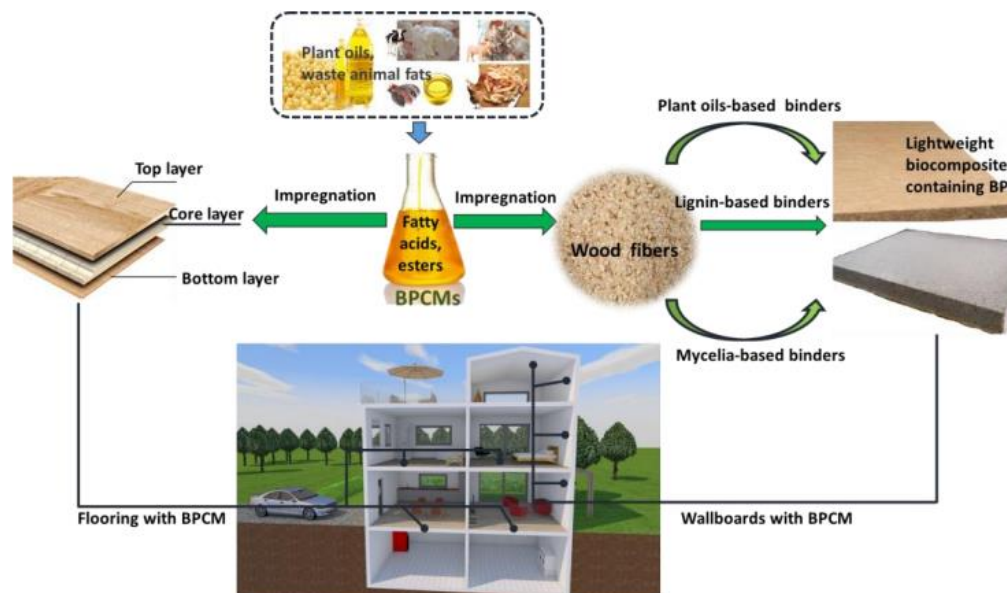 Plant oils,
waste animal fats
Plant oils-based binders
Lightweight
biocomposite
containing BP
Top layer
Impregnation
Impregnation
Core layer
Lignin-based binders
Fatty
acids,
esters
Wood fibers
Bottom layer
BPCMs
Mycelia-based binders
Flooring with BPCM
Wallboards with BPCM